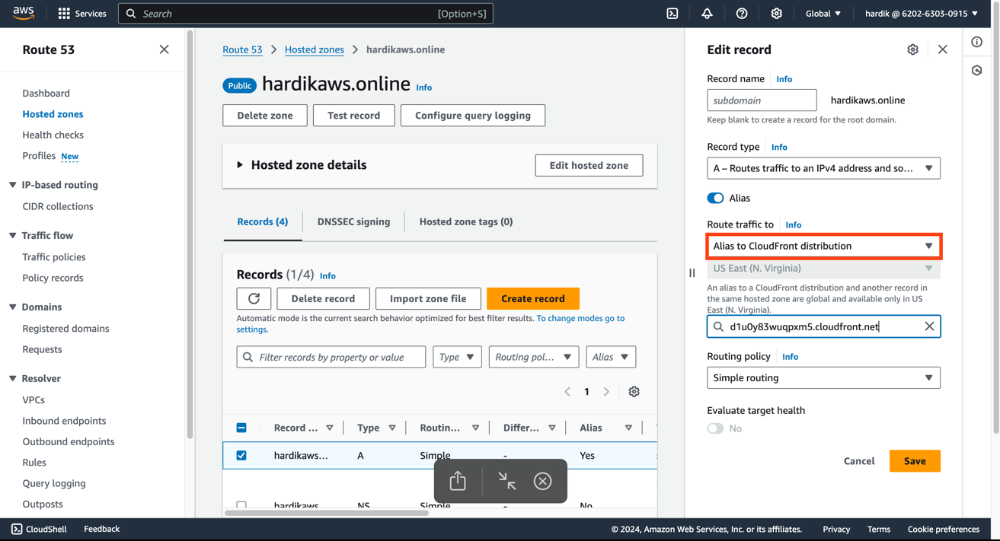 aws
Services
Search
[Option+S]
Global
hardik @ 6202-6303-0915
Route 53
Dashboard
Hosted zones
Health checks
Profiles New
IP-based routing
CIDR collections
Traffic flow
Traffic policies
Policy records
Domains
Registered domains
Requests
Resolver
VPCs
Inbound endpoints
Outbound endpoints
Rules
Query logging
Outposts
Route 53 > Hosted zones > hardikaws.online
Public hardikaws.online Info
Delete zone
Test record
Configure query logging
Hosted zone details
Edit hosted zone
Records (4)
DNSSEC signing
Hosted zone tags (0)
Records (1/4) Info
Delete record
Import zone file
Create record
Automatic mode is the current search behavior optimized for best filter results. To change modes go to
settings.
Filter records by property or value
Type
Routing pol...
Alias
1
Record ...
Type
Routin...
Differ...
Alias
hardikaws...
A
Simple
-
Yes
hardikaws
NS
Simple
No
Edit record
Record name Info
subdomain
hardikaws.online
Keep blank to create a record for the root domain.
Record type Info
A – Routes traffic to an IPv4 address and so...
Alias
Route traffic to Info
Alias to CloudFront distribution
US East (N. Virginia)
An alias to a CloudFront distribution and another record in
the same hosted zone are global and available only in US
East (N. Virginia).
d1u0y83wuqpxm5.cloudfront.net
Routing policy Info
Simple routing
Evaluate target health
No
Cancel
Save
CloudShell
Feedback
© 2024, Amazon Web Services, Inc. or its affiliates.
Privacy
Terms
Cookie preferences